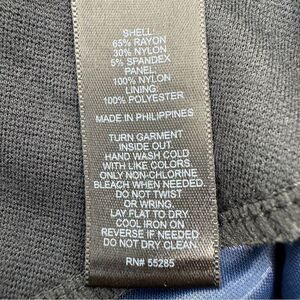 SHELL
65% RAYON
30% NYLON
5% SPANDEX
PANEL:
100% NYLON
LINING:
100% POLYESTER
MADE IN PHILIPPINES
TURN GARMENT
INSIDE OUT.
HAND WASH COLD
WITH LIKE COLORS.
ONLY NON-CHLORINE
BLEACH WHEN NEEDED.
DO NOT TWIST
OR WRING.
LAY FLAT TO DRY
COOL IRON ON
REVERSE IF NEEDED.
DO NOT DRY CLEAN.
RN# 55285